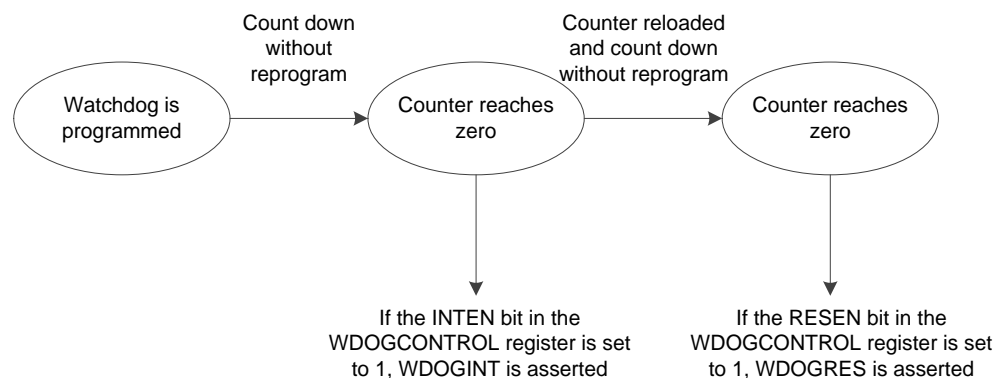 Count down
without
reprogram
Counter reloaded
and count down
without reprogram
Watchdog is
programmed
Counter reaches
zero
Counter reaches
zero
If the INTEN bit in the
WDOGCONTROL register is set
to 1, WDOGINT is asserted
If the RESEN bit in the
WDOGCONTROL register is set
to 1, WDOGRES is asserted